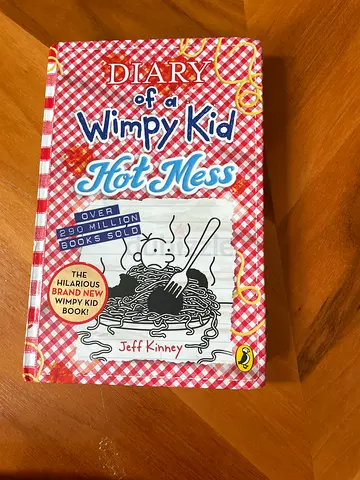 DIARY
of a
Wimpy Kid
Hot Mess
OVER
290 MILLION
BOOKS SOLD
THE
HILARIOUS
BRAND NEW
WIMPY KID
BOOK!
Jeff Kinney